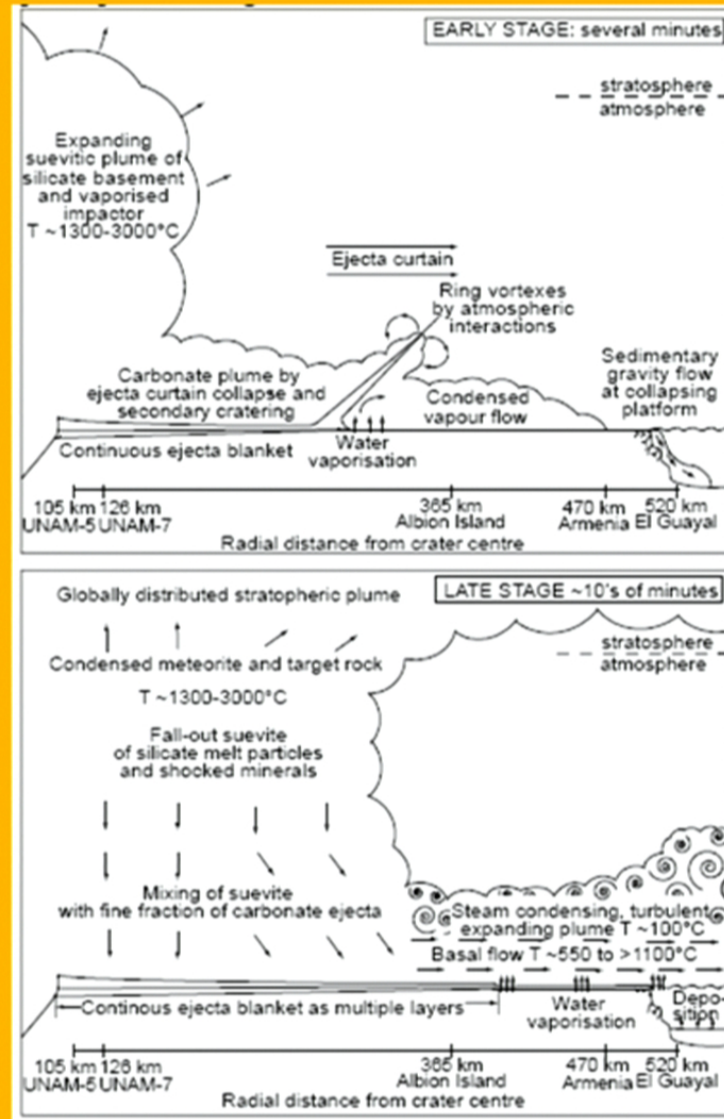 EARLY STAGE: several minutes
stratosphere
atmosphere
Expanding
suevitic plume of
silicate basement
and vaporised
impactor
T ~1300-3000°C
Ejecta curtain
Ring vortexes
by atmospheric
interactions
Carbonate plume by
ejecta curtain collapse and
secondary cratering
Condensed
vapour flow
Sedimentary
gravity flow
at collapsing
platform
Continuous ejecta blanket
Water
vaporisation
105 km 126 km 365 km 470 km 520 km
UNAM-5 UNAM-7 Albion Island Armenia El Guayal
Radial distance from crater centre
Globally distributed stratopheric plume
LATE STAGE ~10's of minutes
stratosphere
atmosphere
Condensed meteorite and target rock
T ~1300-3000°C
Fall-out suevite
of silicate melt particles
and shocked minerals
Mixing of suevite
with fine fraction of carbonate ejecta
Steam condensing, turbulent
expanding plume T ~100°C
Basal flow T ~550 to >1100°C
Continous ejecta blanket as multiple layers
Water
vaporisation
Depo-
sition
105 km 126 km 365 km 470 km 520 km
UNAM-5 UNAM-7 Albion Island Armenia El Guayal
Radial distance from crater centre